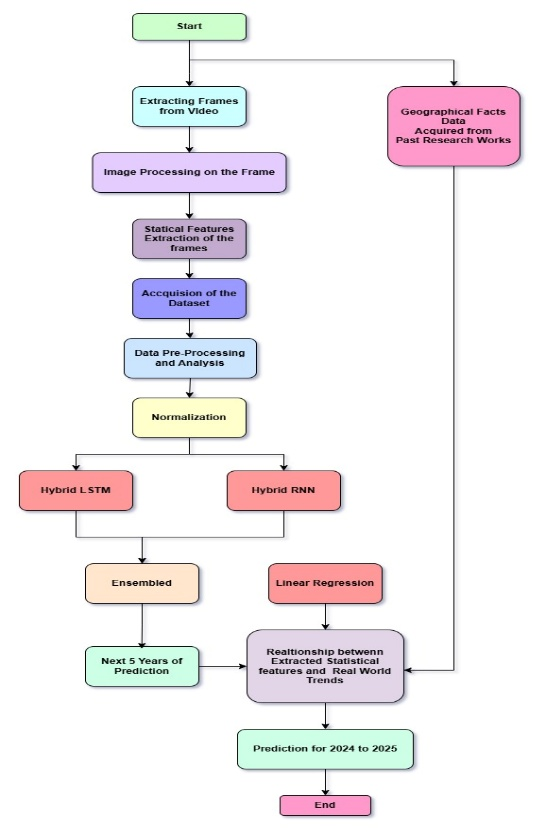 Start
Extracting Frames
from Video
Geographical Facts
Data
Acquired from
Past Research Works
Image Processing on the Frame
Statical Features
Extraction of the
frames
Accquision of the
Dataset
Data Pre-Processing
and Analysis
Normalization
Hybrid LSTM
Hybrid RNN
Ensembled
Linear Regression
Next 5 Years of
Prediction
Realtionship betwenn
Extracted Statistical
features and Real World
Trends
Prediction for 2024 to 2025
End